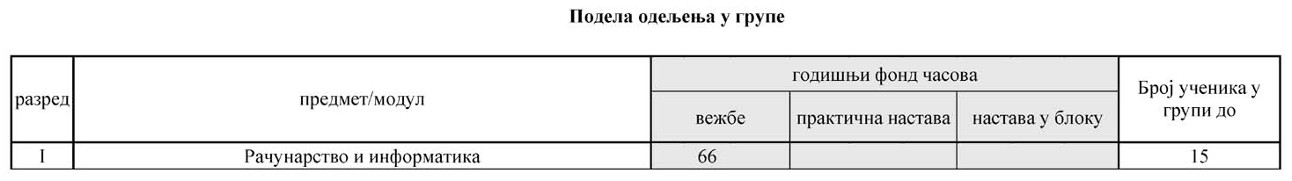 Подела одељења у групе
разред предмет/модул годишњи фонд часова Број ученика у групи до
вежбе практична настава настава у блоку
I Рачунарство и информатика 66 15